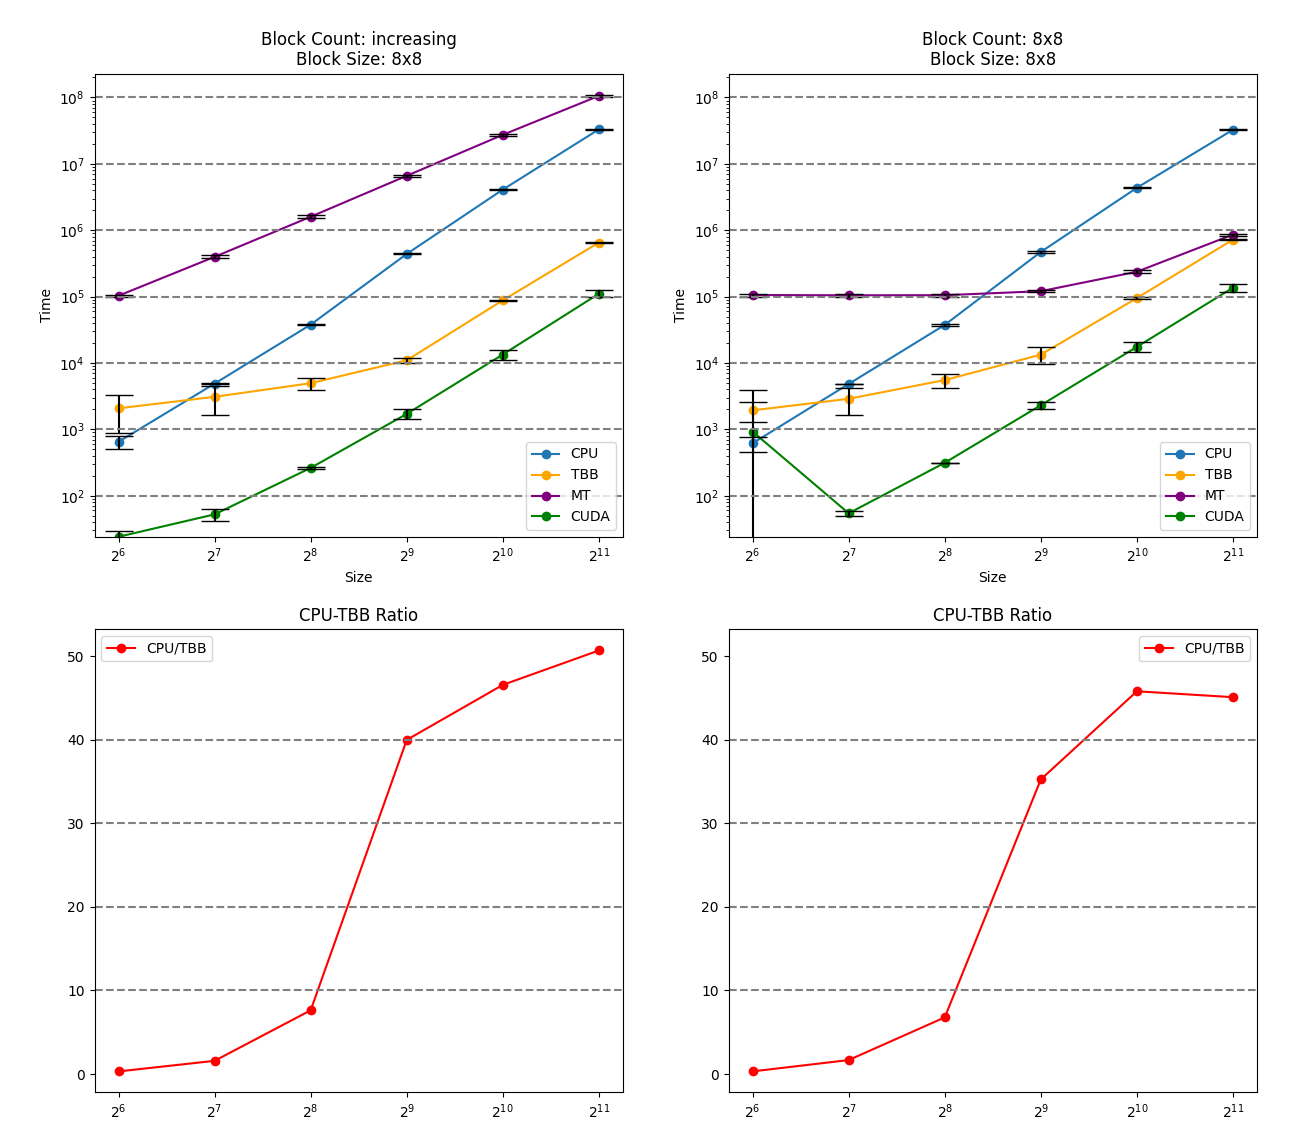 Block Count: increasing
Block Size: 8x8
10^8
10^7
10^6
10^5
10^4
10^3
10^2
Time
CPU
TBB
MT
CUDA
2^6 2^7 2^8 2^9 2^10 2^11
Size
Block Count: 8x8
Block Size: 8x8
10^8
10^7
10^6
10^5
10^4
10^3
10^2
Time
CPU
TBB
MT
CUDA
2^6 2^7 2^8 2^9 2^10 2^11
Size
CPU-TBB Ratio
CPU/TBB
50
40
30
20
10
0
2^6 2^7 2^8 2^9 2^10 2^11
CPU-TBB Ratio
CPU/TBB
50
40
30
20
10
0
2^6 2^7 2^8 2^9 2^10 2^11